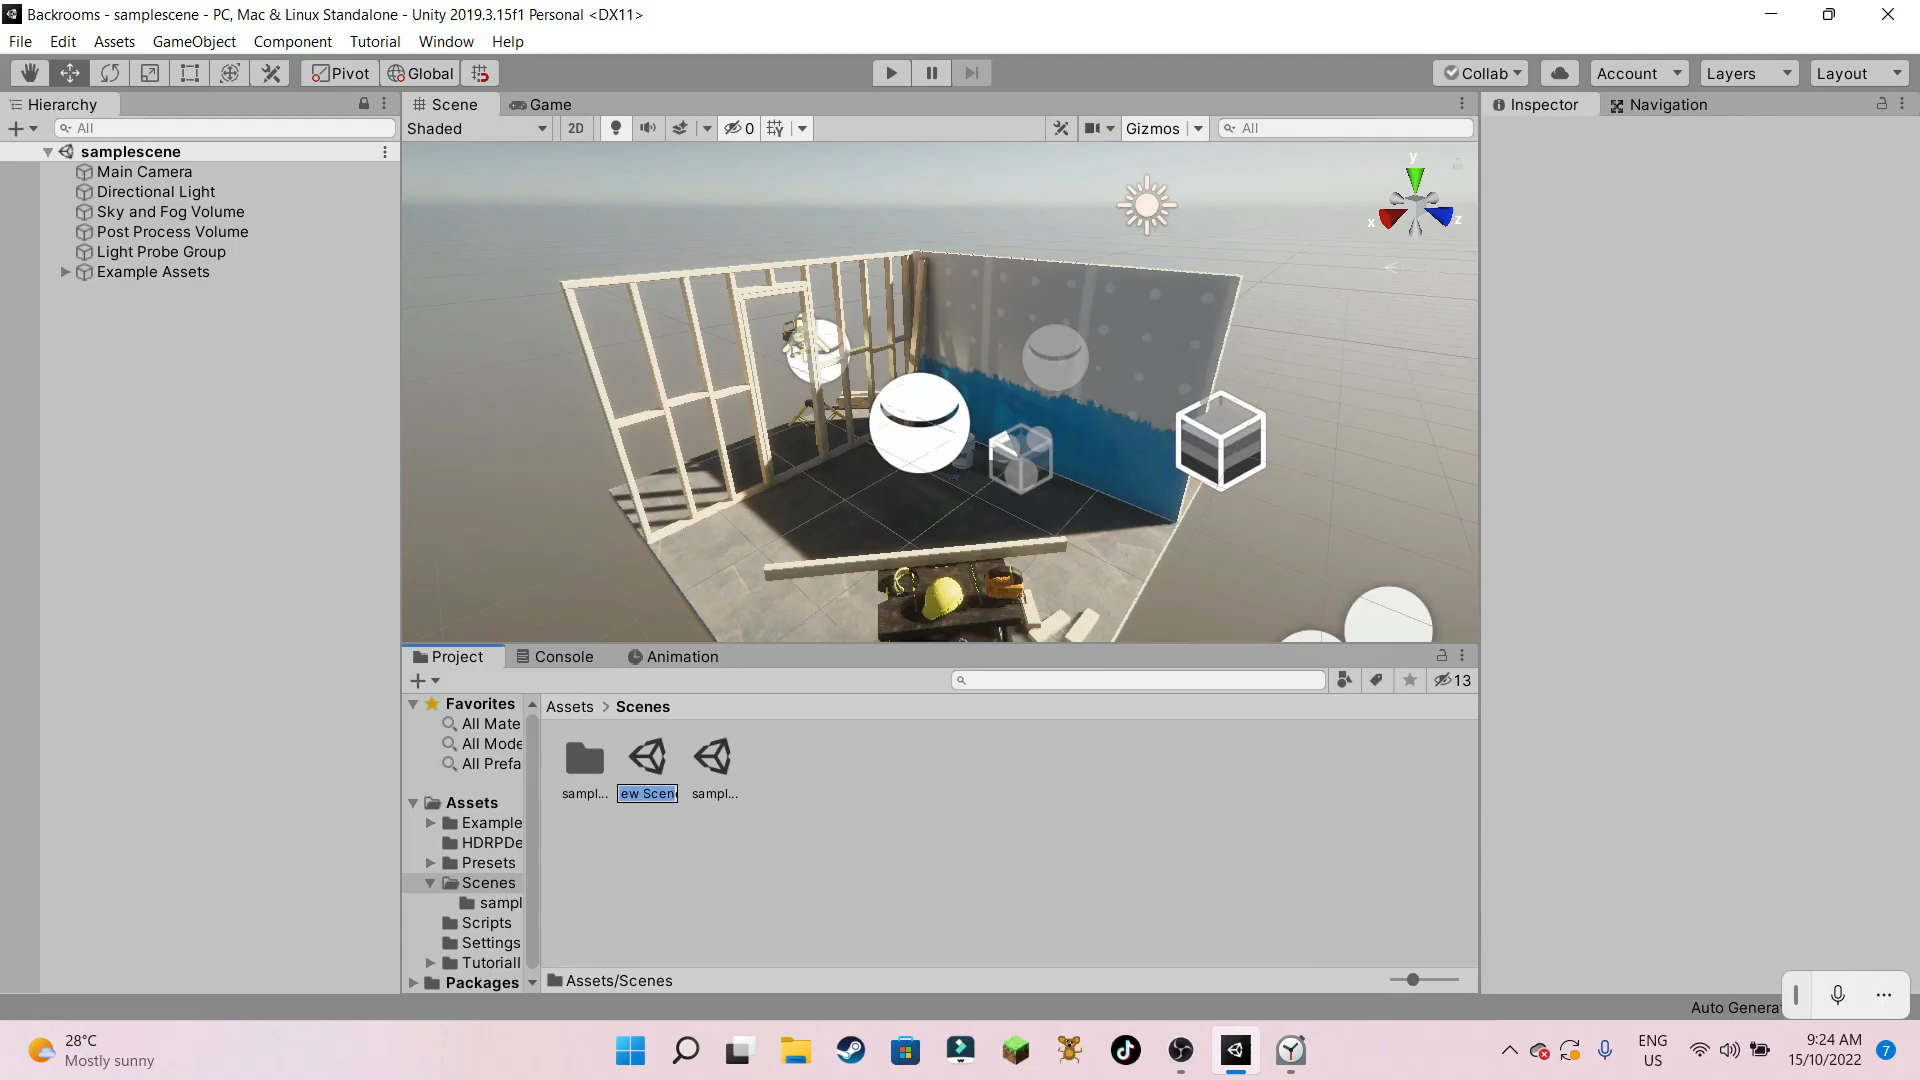 Backrooms - samplescene - PC, Mac & Linux Standalone - Unity 2019.3.15f1 Personal <DX11>
File Edit Assets GameObject Component Tutorial Window Help
Pivot Global Collab Account Layers Layout
Hierarchy Scene Game Inspector Navigation
All Shaded 2D 0 Gizmos All
samplescene
Main Camera
Directional Light
Sky and Fog Volume
Post Process Volume
Light Probe Group
Example Assets
y
x z
Project Console Animation
13
Favorites
All Mate
All Mode
All Prefa
Assets
Example
HDRPDe
Presets
Scenes
sampl
Scripts
Settings
Tutoriall
Packages
Assets > Scenes
sampl... ew Scen sampl...
Assets/Scenes
Auto Genera
28°C
Mostly sunny
ENG
US
9:24 AM
15/10/2022
7